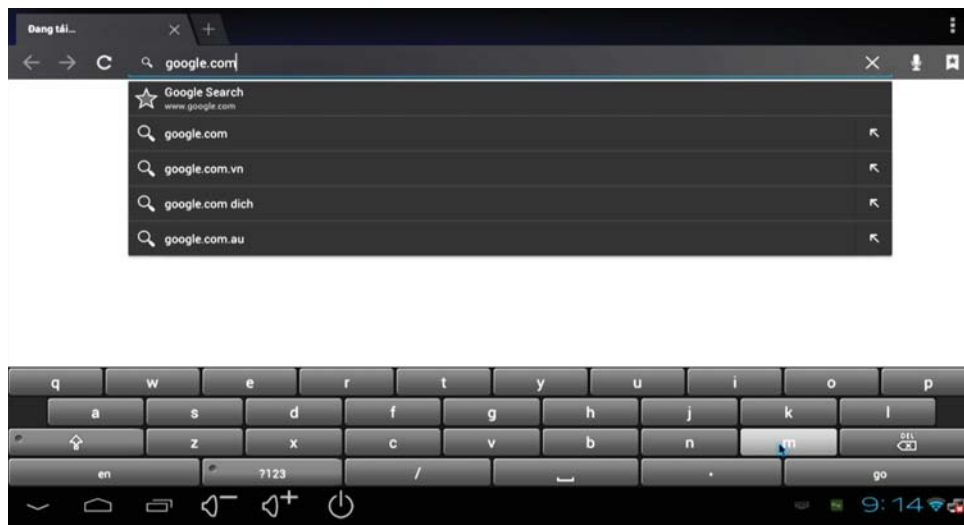 Đang tải...
google.com
Google Search
www.google.com
google.com
google.com.vn
google.com dich
google.com.au
q w e r t y u i o p
a s d f g h j k l
z x c v b n m DEL
en ?123 / . go
9:14